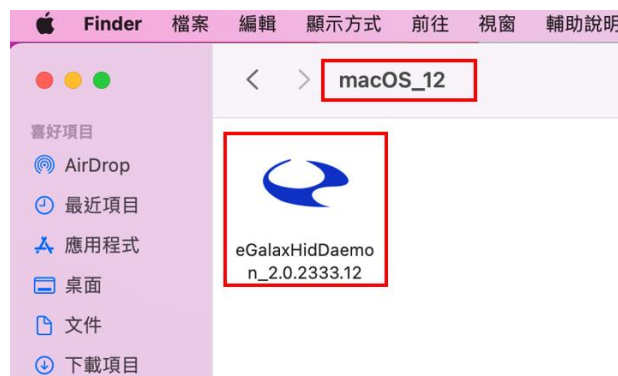 Finder 檔案 編輯 顯示方式 前往 視窗 輔助說明
macOS_12
喜好項目
AirDrop
最近項目
應用程式
桌面
文件
下載項目
eGalaxHidDaemo
n_2.0.2333.12